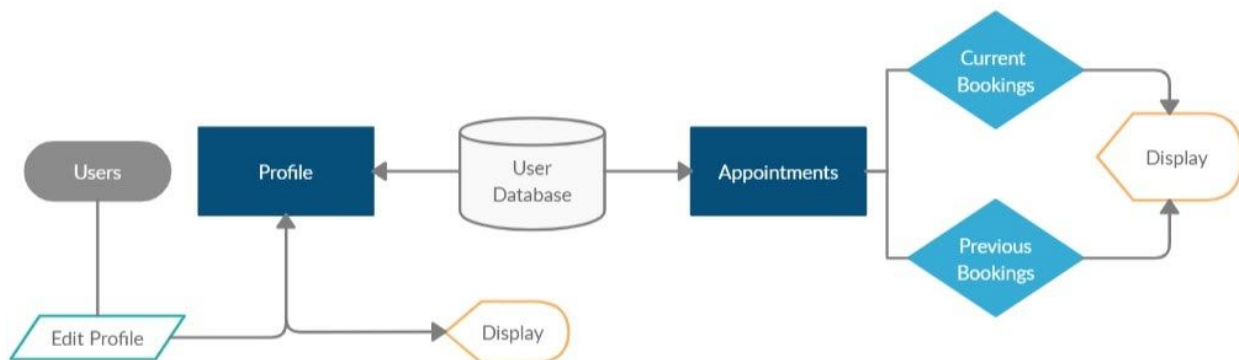 Current
Bookings
Users
Profile
User
Database
Appointments
Display
Previous
Bookings
Edit Profile
Display